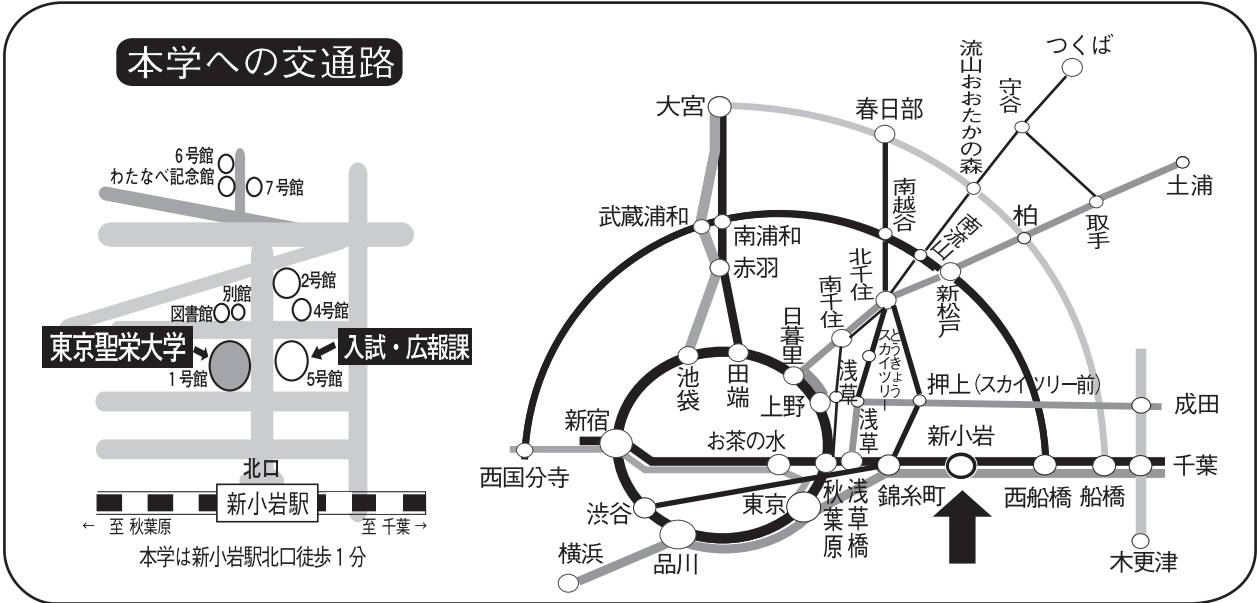 本学への交通路
6号館
わたなべ記念館
7号館
2号館
別館
図書館
4号館
東京聖栄大学
入試・広報課
1号館
5号館
北口
新小岩駅
← 至 秋葉原
至 千葉 →
本学は新小岩駅北口徒歩1分
つくば
流山おおたかの森
守谷
大宮
春日部
土浦
南越谷
柏
取手
武蔵浦和
南浦和
南流山
赤羽
北千住
新松戸
南千住
日暮里
とうきょう
スカイツリー
池袋
田端
浅草
押上（スカイツリー前）
上野
成田
浅草
新宿
お茶の水
新小岩
千葉
西国分寺
渋谷
東京
秋葉原
浅草橋
錦糸町
西船橋
船橋
横浜
品川
木更津